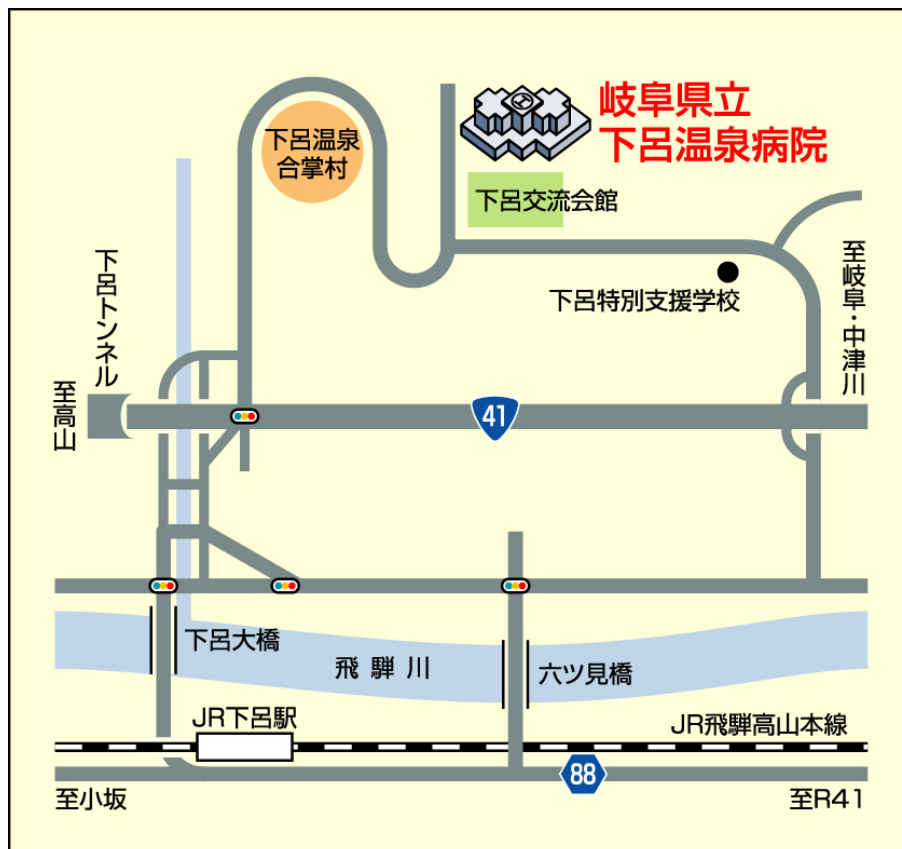 岐阜県立
下呂温泉病院
下呂温泉
合掌村
下呂交流会館
下呂特別支援学校
至岐阜・中津川
下呂トンネル
至高山
41
下呂大橋
飛騨川
六ツ見橋
JR下呂駅
JR飛騨高山本線
88
至小坂
至R41